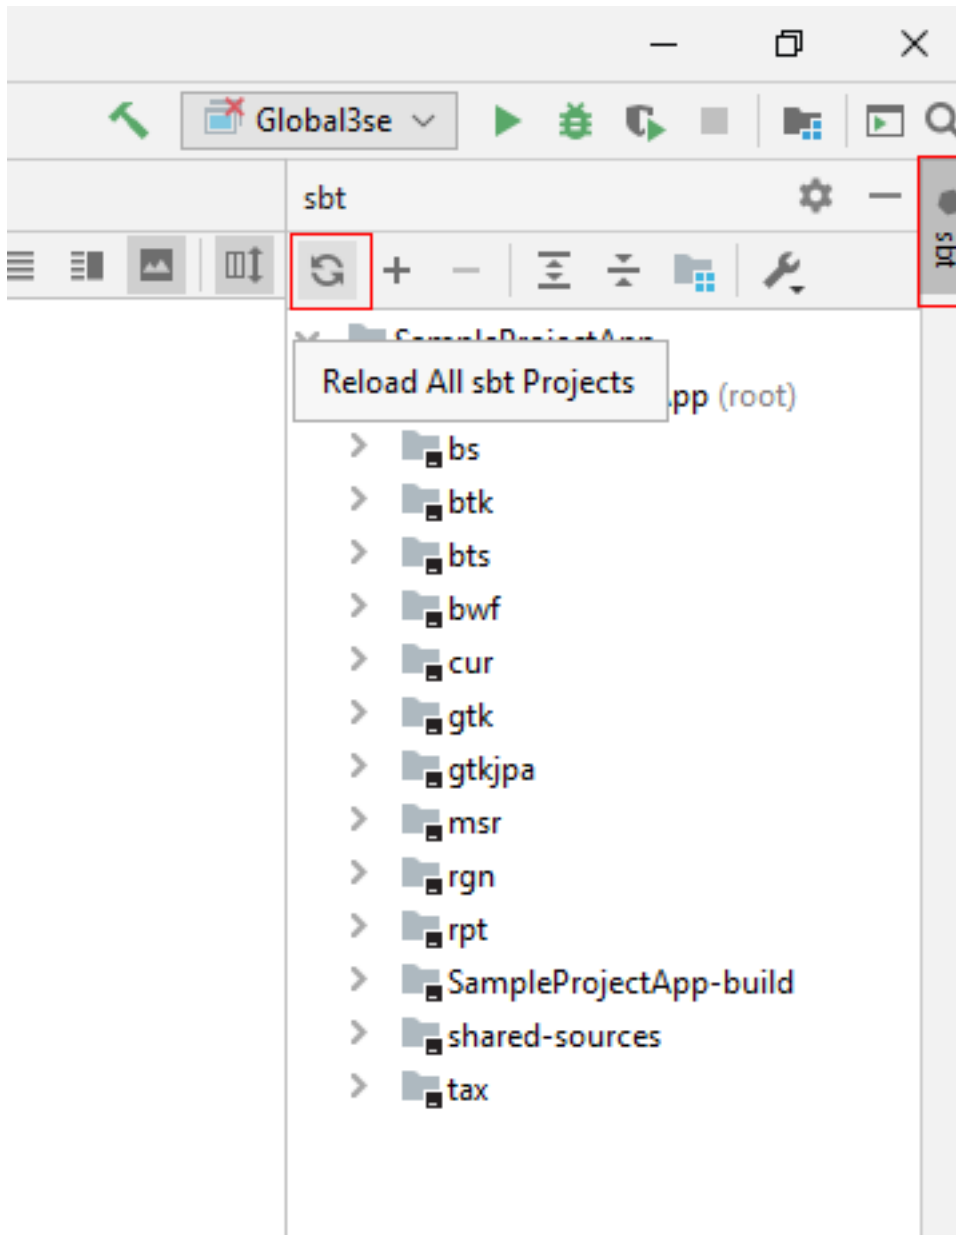 Global3se
sbt
sbt
SampleProjectApp
Reload All sbt Projects
pp (root)
bs
btk
bts
bwf
cur
gtk
gtkjpa
msr
rgn
rpt
SampleProjectApp-build
shared-sources
tax